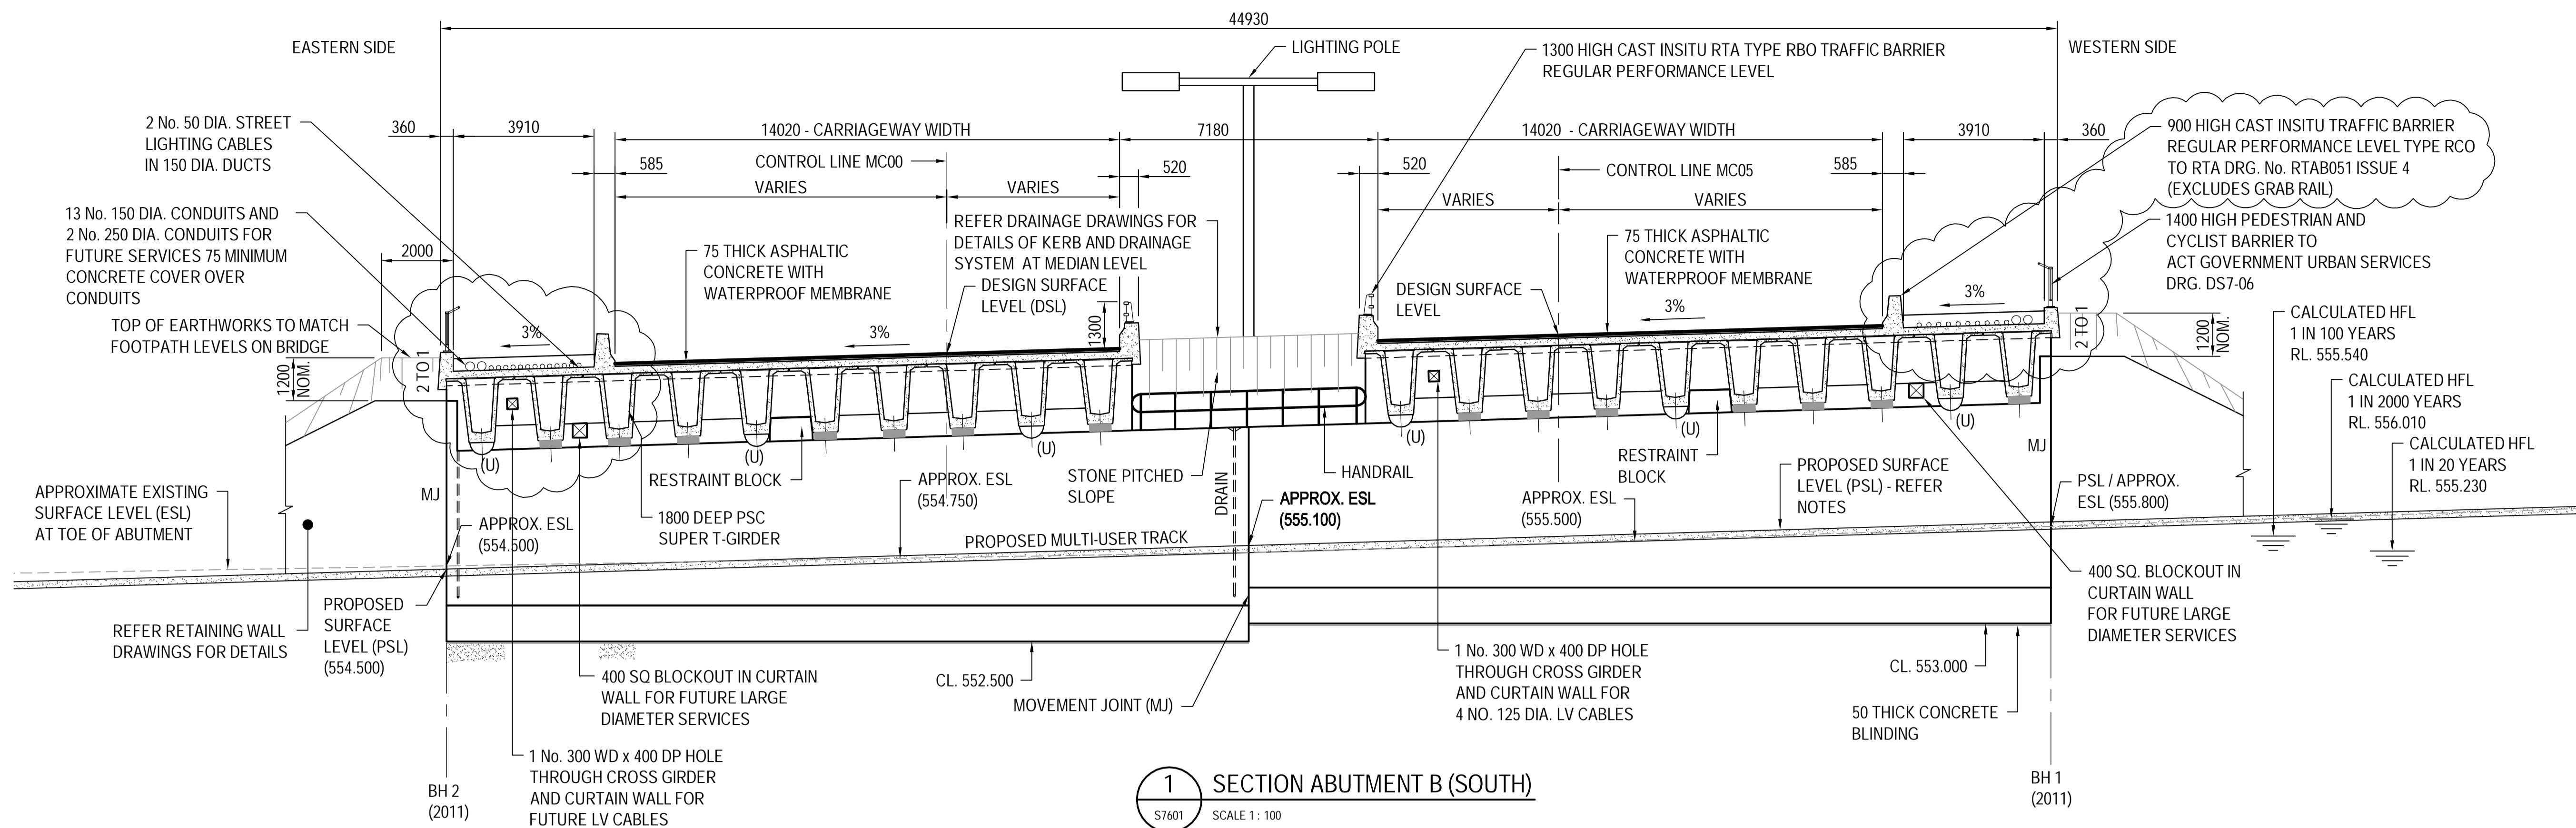 44930
EASTERN SIDE
LIGHTING POLE
1300 HIGH CAST INSITU RTA TYPE RBO TRAFFIC BARRIER
REGULAR PERFORMANCE LEVEL
WESTERN SIDE
2 No. 50 DIA. STREET
LIGHTING CABLES
IN 150 DIA. DUCTS
360
3910
14020 - CARRIAGEWAY WIDTH
7180
14020 - CARRIAGEWAY WIDTH
3910
360
900 HIGH CAST INSITU TRAFFIC BARRIER
REGULAR PERFORMANCE LEVEL TYPE RCO
TO RTA DRG. No. RTAB051 ISSUE 4
(EXCLUDES GRAB RAIL)
585
CONTROL LINE MC00
520
520
CONTROL LINE MC05
585
VARIES
VARIES
VARIES
VARIES
13 No. 150 DIA. CONDUITS AND
2 No. 250 DIA. CONDUITS FOR
FUTURE SERVICES 75 MINIMUM
CONCRETE COVER OVER
CONDUITS
2000
75 THICK ASPHALTIC
CONCRETE WITH
WATERPROOF MEMBRANE
REFER DRAINAGE DRAWINGS FOR
DETAILS OF KERB AND DRAINAGE
SYSTEM AT MEDIAN LEVEL
DESIGN SURFACE
LEVEL (DSL)
75 THICK ASPHALTIC
CONCRETE WITH
WATERPROOF MEMBRANE
DESIGN SURFACE
LEVEL
1400 HIGH PEDESTRIAN AND
CYCLIST BARRIER TO
ACT GOVERNMENT URBAN SERVICES
DRG. DS7-06
TOP OF EARTHWORKS TO MATCH
FOOTPATH LEVELS ON BRIDGE
3%
3%
1300
3%
3%
CALCULATED HFL
1 IN 100 YEARS
RL. 555.540
1200
NOM.
2 TO 1
2 TO 1
1200
NOM.
CALCULATED HFL
1 IN 2000 YEARS
RL. 556.010
CALCULATED HFL
1 IN 20 YEARS
RL. 555.230
(U)
(U)
(U)
(U)
(U)
(U)
MJ
MJ
RESTRAINT BLOCK
APPROX. ESL
(554.750)
STONE PITCHED
SLOPE
DRAIN
HANDRAIL
RESTRAINT
BLOCK
PROPOSED SURFACE
LEVEL (PSL) - REFER
NOTES
PSL / APPROX.
ESL (555.800)
APPROXIMATE EXISTING
SURFACE LEVEL (ESL)
AT TOE OF ABUTMENT
APPROX. ESL
(554.500)
1800 DEEP PSC
SUPER T-GIRDER
PROPOSED MULTI-USER TRACK
APPROX. ESL
(555.100)
APPROX. ESL
(555.500)
REFER RETAINING WALL
DRAWINGS FOR DETAILS
PROPOSED
SURFACE
LEVEL (PSL)
(554.500)
400 SQ BLOCKOUT IN CURTAIN
WALL FOR FUTURE LARGE
DIAMETER SERVICES
CL. 552.500
MOVEMENT JOINT (MJ)
1 No. 300 WD x 400 DP HOLE
THROUGH CROSS GIRDER
AND CURTAIN WALL FOR
4 NO. 125 DIA. LV CABLES
CL. 553.000
50 THICK CONCRETE
BLINDING
400 SQ. BLOCKOUT IN
CURTAIN WALL
FOR FUTURE LARGE
DIAMETER SERVICES
1 No. 300 WD x 400 DP HOLE
THROUGH CROSS GIRDER
AND CURTAIN WALL FOR
FUTURE LV CABLES
BH 2
(2011)
BH 1
(2011)
1
S7601
SECTION ABUTMENT B (SOUTH)
SCALE 1 : 100